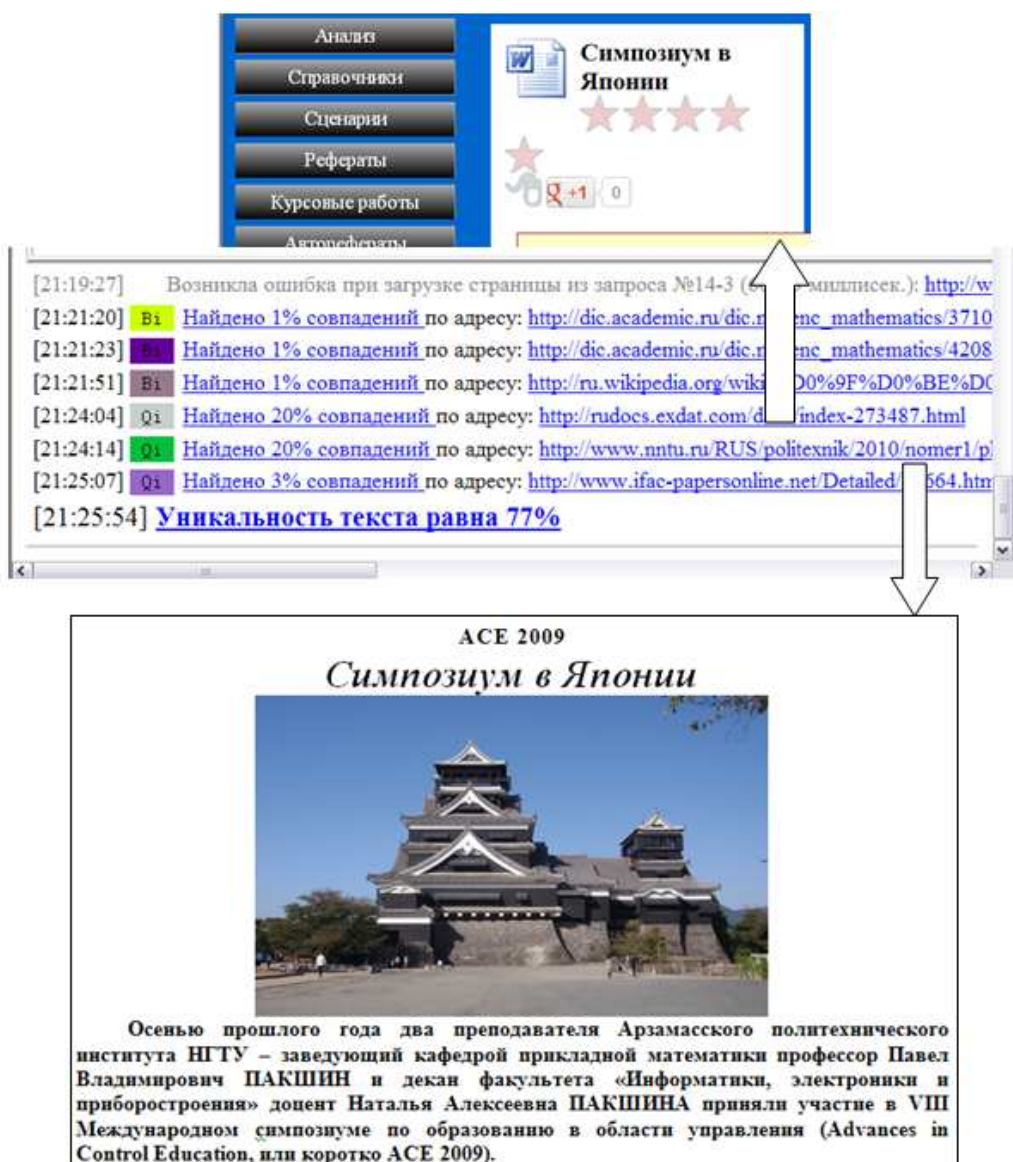 Анализ
Справочники
Сценарии
Рефераты
Курсовые работы
Авторефераты
Симпозиум в
Японии
+1 0
[21:19:27] Возникла ошибка при загрузке страницы из запроса №14-3 миллисек.): http://w
[21:21:20] Bi Найдено 1% совпадений по адресу: http://dic.academic.ru/dic. enc_mathematics/3710
[21:21:23] Bi Найдено 1% совпадений по адресу: http://dic.academic.ru/dic. enc_mathematics/4208
[21:21:51] Bi Найдено 1% совпадений по адресу: http://ru.wikipedia.org/wiki D0%9F%D0%BE%D0
[21:24:04] Qi Найдено 20% совпадений по адресу: http://rudocs.exdat.com/ /index-273487.html
[21:24:14] Qi Найдено 20% совпадений по адресу: http://www.nntu.ru/RUS/politexnik/2010/nomer1/p
[21:25:07] Qi Найдено 3% совпадений по адресу: http://www.ifac-papersonline.net/Detailed/ 664.htm
[21:25:54] Уникальность текста равна 77%
ACE 2009
Симпозиум в Японии
Осенью прошлого года два преподавателя Арзамасского политехнического
института НГТУ – заведующий кафедрой прикладной математики профессор Павел
Владимирович ПАКШИН и декан факультета «Информатики, электроники и
приборостроения» доцент Наталья Алексеевна ПАКШИНА приняли участие в VIII
Международном симпозиуме по образованию в области управления (Advances in
Control Education, или коротко ACE 2009).